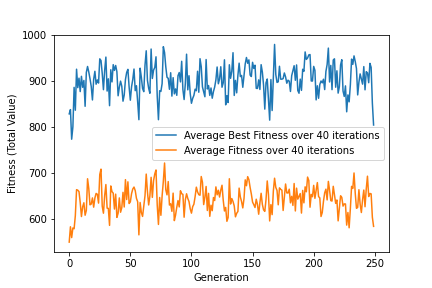 1000
900
800
700
600
Fitness (Total Value)
Average Best Fitness over 40 iterations
Average Fitness over 40 iterations
0 50 100 150 200 250
Generation